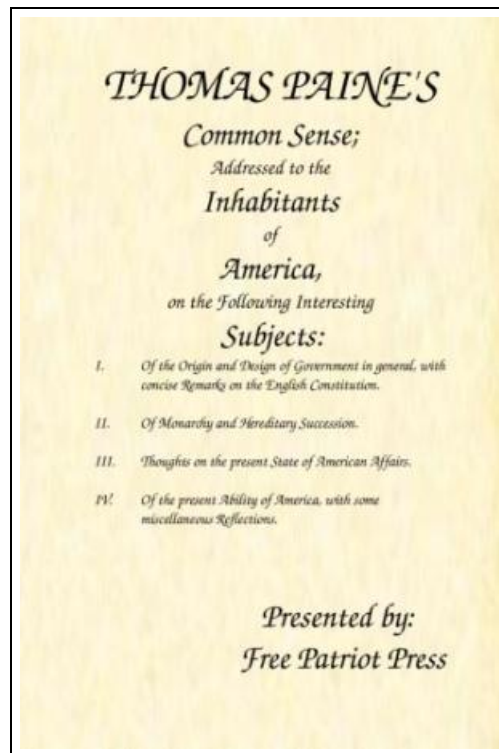 THOMAS PAINE'S
Common Sense;
Addressed to the
Inhabitants
of
America,
on the Following Interesting
Subjects:
I. Of the Origin and Design of Government in general, with
concise Remarks on the English Constitution.
II. Of Monarchy and Hereditary Succession.
III. Thoughts on the present State of American Affairs.
IV. Of the present Ability of America, with some
miscellaneous Reflections.
Presented by:
Free Patriot Press